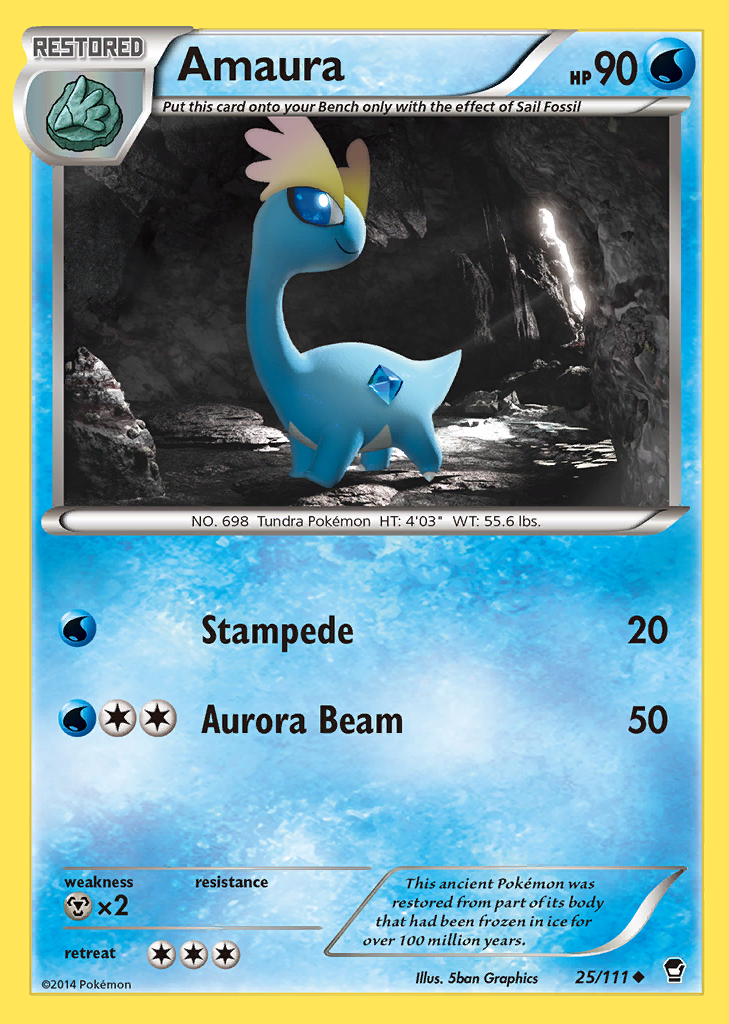 RESTORED
Amaura
HP 90
Put this card onto your Bench only with the effect of Sail Fossil
NO. 698 Tundra Pokémon HT: 4'03" WT: 55.6 lbs.
Stampede 20
Aurora Beam 50
weakness resistance
×2
retreat
This ancient Pokémon was
restored from part of its body
that had been frozen in ice for
over 100 million years.
©2014 Pokémon
Illus. 5ban Graphics 25/111